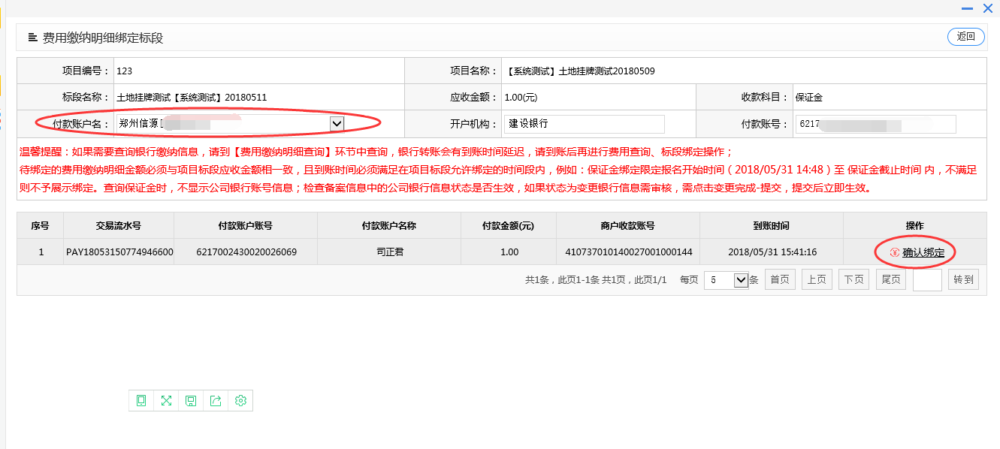 费用缴纳明细绑定标段 返回
项目编号： 123 项目名称： 【系统测试】土地挂牌测试20180509
标段名称： 土地挂牌测试【系统测试】20180511 应收金额： 1.00(元) 收款科目： 保证金
付款账户名： 郑州信源 开户机构： 建设银行 付款账号： 6217
温馨提醒：如果需要查询银行缴纳信息，请到【费用缴纳明细查询】环节中查询，银行转账会有到账时间延迟，请到账后再进行费用查询、标段绑定操作；
待绑定的费用缴纳明细金额必须与项目标段应收金额相一致，且到账时间必须满足在项目标段允许绑定的时间段内，例如：保证金绑定限定报名开始时间（2018/05/31 14:48）至 保证金截止时间 内，不满足
则不予展示绑定。查询保证金时，不显示公司银行账号信息；检查备案信息中的公司银行信息状态是否生效，如果状态为变更银行信息需审核，需点击变更完成-提交，提交后立即生效。
序号 交易流水号 付款账户账号 付款账户名称 付款金额(元) 商户收款账号 到账时间 操作
1 PAY18053150774946600 6217002430020026069 司正君 1.00 410737010140027001000144 2018/05/31 15:41:16 确认绑定
共1条，此页1-1条 共1页，此页1/1 每页 5 条 首页 上页 下页 尾页 转到